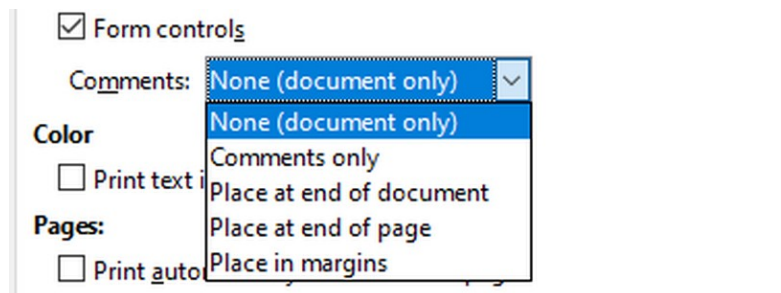 Form controls
Comments: None (document only)
None (document only)
Color
Comments only
Print text
Place at end of document
Pages:
Place at end of page
Print
Place in margins